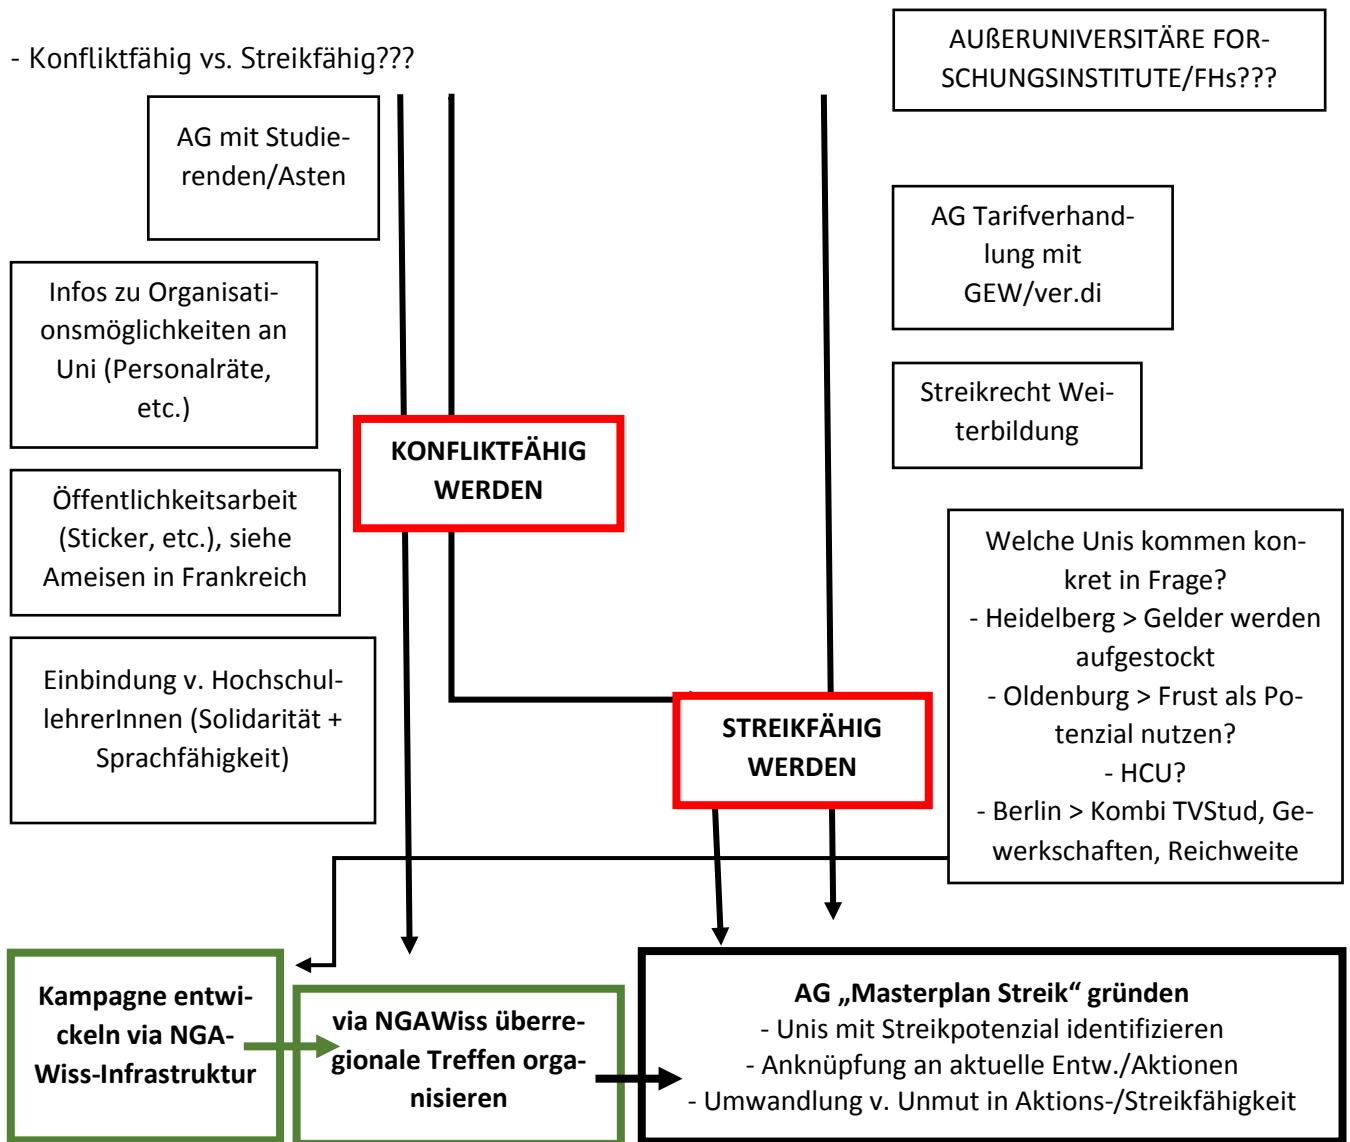 - Konfliktfähig vs. Streikfähig???
AUßERUNIVERSITÄRE FOR-
SCHUNGSINSTITUTE/FHs???
AG mit Studie-
renden/Asten
AG Tarifverhand-
lung mit
GEW/ver.di
Infos zu Organisati-
onsmöglichkeiten an
Uni (Personalräte,
etc.)
Streikrecht Wei-
terbildung
KONFLIKTFÄHIG
WERDEN
Öffentlichkeitsarbeit
(Sticker, etc.), siehe
Ameisen in Frankreich
Welche Unis kommen kon-
kret in Frage?
- Heidelberg > Gelder werden
aufgestockt
- Oldenburg > Frust als Po-
tenzial nutzen?
- HCU?
- Berlin > Kombi TVStud, Ge-
werkschaften, Reichweite
Einbindung v. Hochschul-
lehrerInnen (Solidarität +
Sprachfähigkeit)
STREIKFÄHIG
WERDEN
Kampagne entwi-
ckeln via NGA-
Wiss-Infrastruktur
via NGAWiss überre-
gionale Treffen orga-
nisieren
AG „Masterplan Streik“ gründen
- Unis mit Streikpotenzial identifizieren
- Anknüpfung an aktuelle Entw./Aktionen
- Umwandlung v. Unmut in Aktions-/Streikfähigkeit